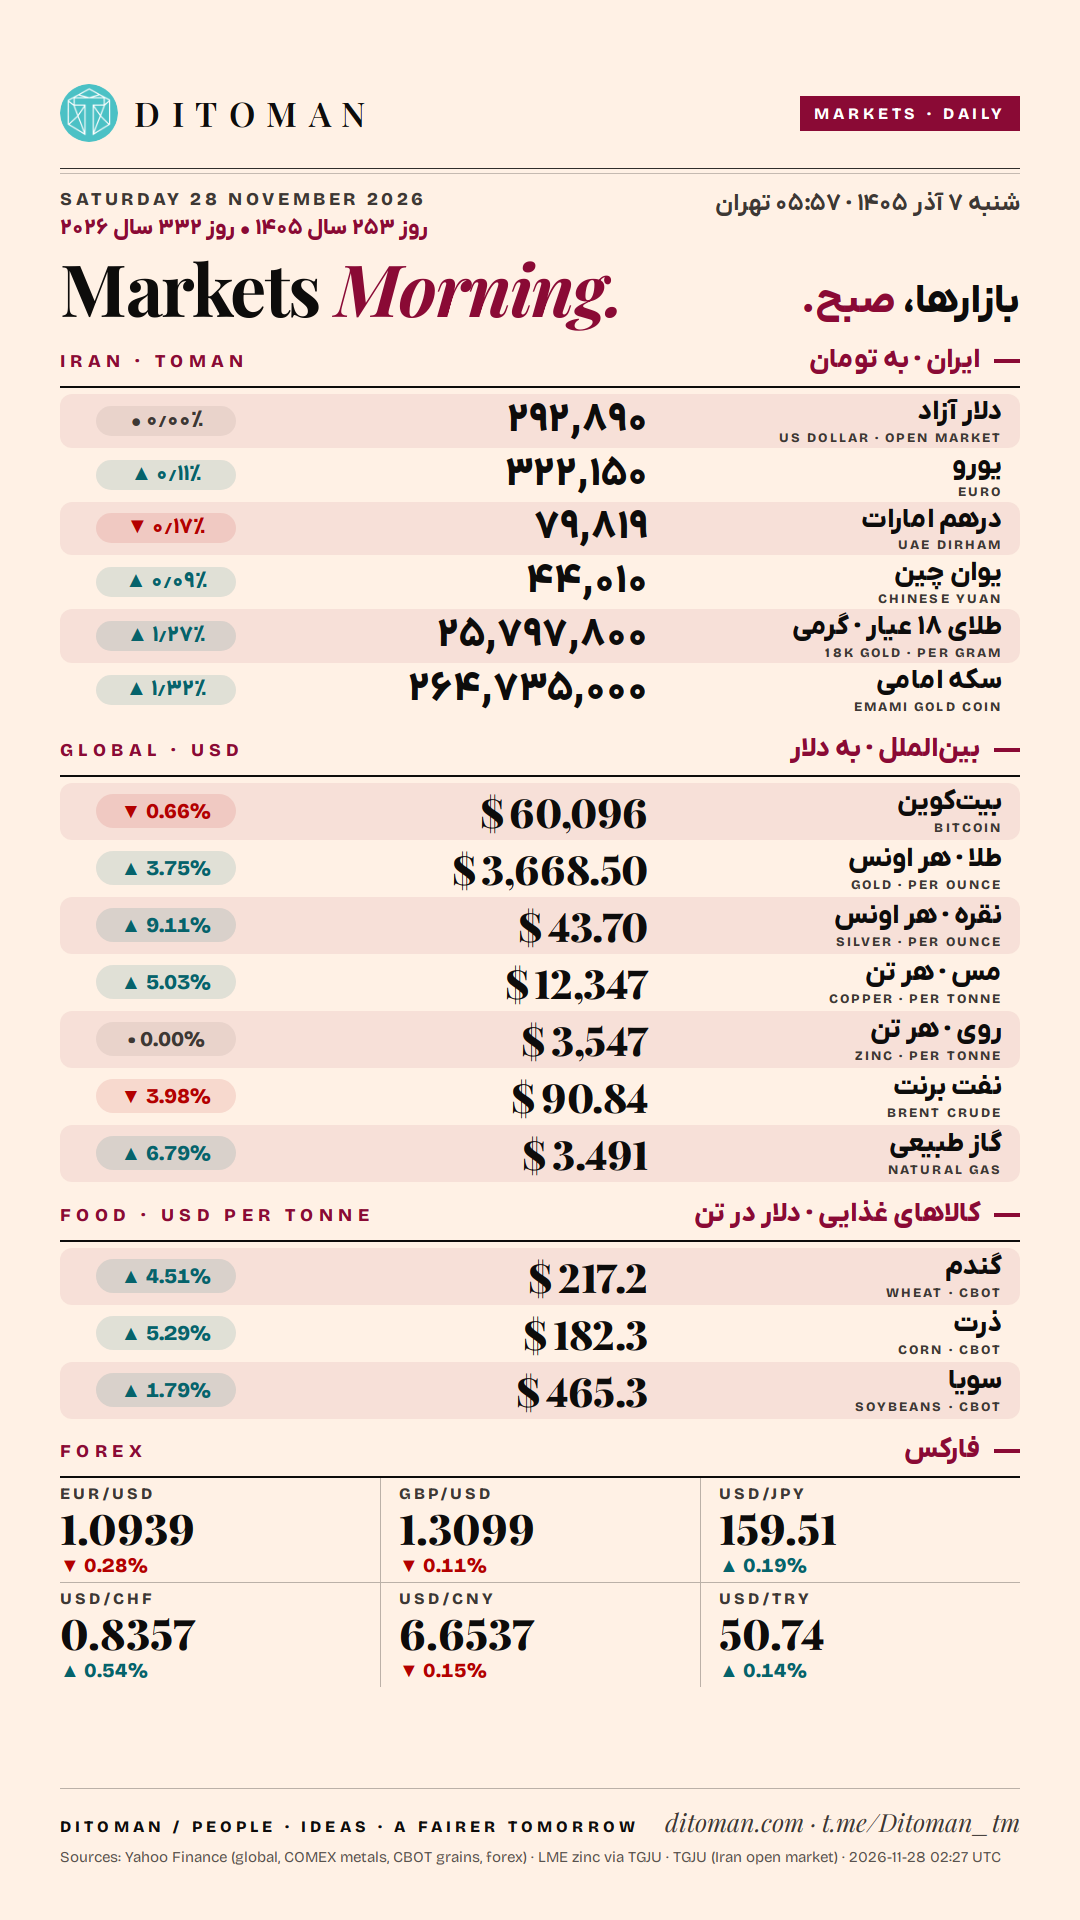 DITOMAN
MARKETS · DAILY
SATURDAY 28 NOVEMBER 2026
شنبه ۷ آذر ۱۴۰۵ · ۰۵:۵۷ تهران
روز ۲۵۳ سال ۱۴۰۵ • روز ۳۳۲ سال ۲۰۲۶
Markets Morning.
بازارها، صبح.
IRAN · TOMAN
ایران · به تومان
دلار آزاد
US DOLLAR · OPEN MARKET
۲۹۲,۸۹۰
● ۰/۰۰٪
یورو
EURO
۳۲۲,۱۵۰
▲ ۰/۱۱٪
درهم امارات
UAE DIRHAM
۷۹,۸۱۹
▼ ۰/۱۷٪
یوان چین
CHINESE YUAN
۴۴,۰۱۰
▲ ۰/۰۹٪
طلای ۱۸ عیار · گرمی
18K GOLD · PER GRAM
۲۵,۷۹۷,۸۰۰
▲ ۱/۲۷٪
سکه امامی
EMAMI GOLD COIN
۲۶۴,۷۳۵,۰۰۰
▲ ۱/۳۲٪
GLOBAL · USD
بین‌الملل · به دلار
بیت‌کوین
BITCOIN
$60,096
▼ 0.66%
طلا · هر اونس
GOLD · PER OUNCE
$3,668.50
▲ 3.75%
نقره · هر اونس
SILVER · PER OUNCE
$43.70
▲ 9.11%
مس · هر تن
COPPER · PER TONNE
$12,347
▲ 5.03%
روی · هر تن
ZINC · PER TONNE
$3,547
● 0.00%
نفت برنت
BRENT CRUDE
$90.84
▼ 3.98%
گاز طبیعی
NATURAL GAS
$3.491
▲ 6.79%
FOOD · USD PER TONNE
کالاهای غذایی · دلار در تن
گندم
WHEAT · CBOT
$217.2
▲ 4.51%
ذرت
CORN · CBOT
$182.3
▲ 5.29%
سویا
SOYBEANS · CBOT
$465.3
▲ 1.79%
FOREX
فارکس
EUR/USD
1.0939
▼ 0.28%
GBP/USD
1.3099
▼ 0.11%
USD/JPY
159.51
▲ 0.19%
USD/CHF
0.8357
▲ 0.54%
USD/CNY
6.6537
▼ 0.15%
USD/TRY
50.74
▲ 0.14%
DITOMAN / PEOPLE · IDEAS · A FAIRER TOMORROW
ditoman.com · t.me/Ditoman_tm
Sources: Yahoo Finance (global, COMEX metals, CBOT grains, forex) · LME zinc via TGJU · TGJU (Iran open market) · 2026-11-28 02:27 UTC